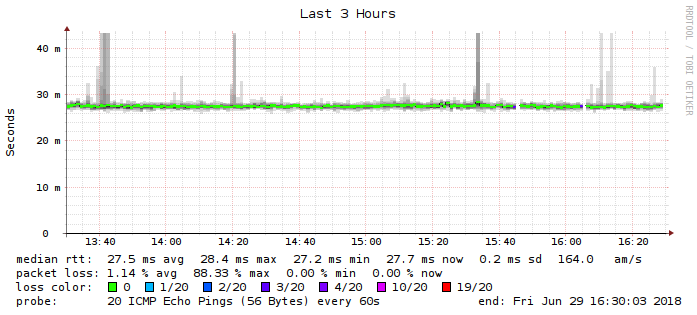 Last 3 Hours
RRDTOOL / TOBI OETIKER
Seconds
40 m
30 m
20 m
10 m
0
13:40 14:00 14:20 14:40 15:00 15:20 15:40 16:00 16:20
median rtt: 27.5 ms avg 28.4 ms max 27.2 ms min 27.7 ms now 0.2 ms sd 164.0 am/s
packet loss: 1.14 % avg 88.33 % max 0.00 % min 0.00 % now
loss color: 0 1/20 2/20 3/20 4/20 10/20 19/20
probe: 20 ICMP Echo Pings (56 Bytes) every 60s end: Fri Jun 29 16:30:03 2018